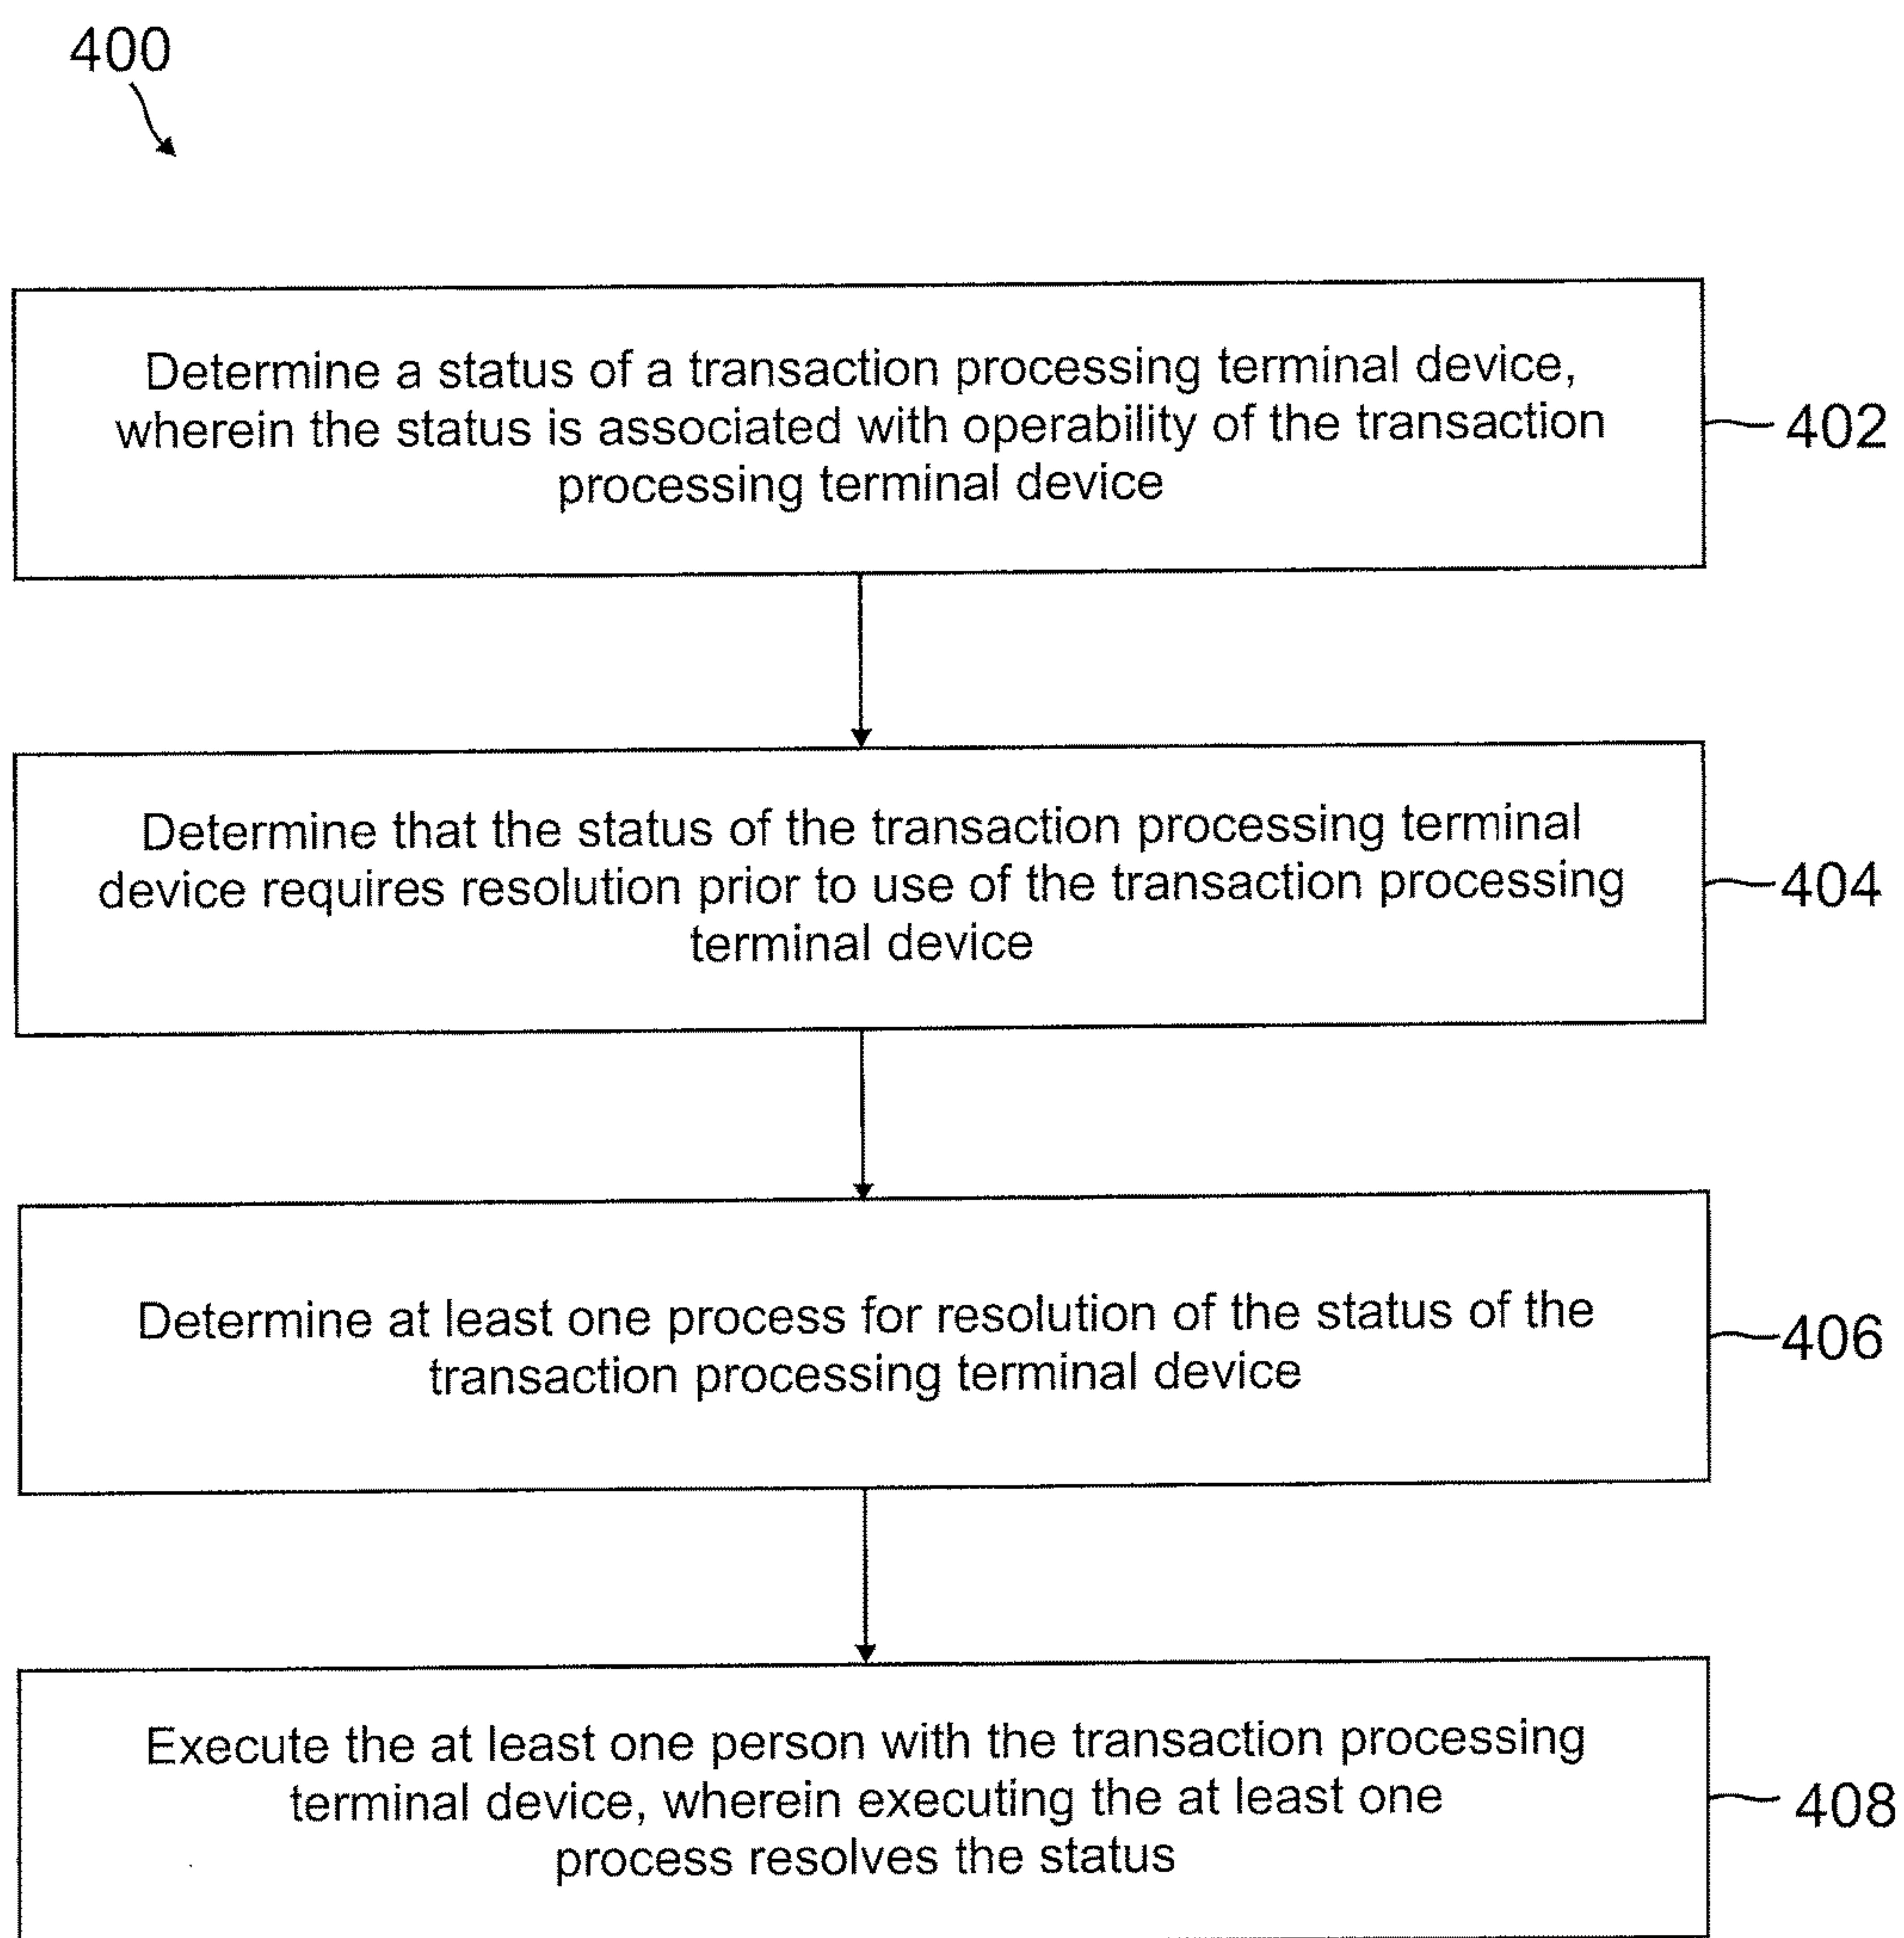 400
Determine a status of a transaction processing terminal device,
wherein the status is associated with operability of the transaction
processing terminal device
402
Determine that the status of the transaction processing terminal
device requires resolution prior to use of the transaction processing
terminal device
404
Determine at least one process for resolution of the status of the
transaction processing terminal device
406
Execute the at least one person with the transaction processing
terminal device, wherein executing the at least one
process resolves the status
408